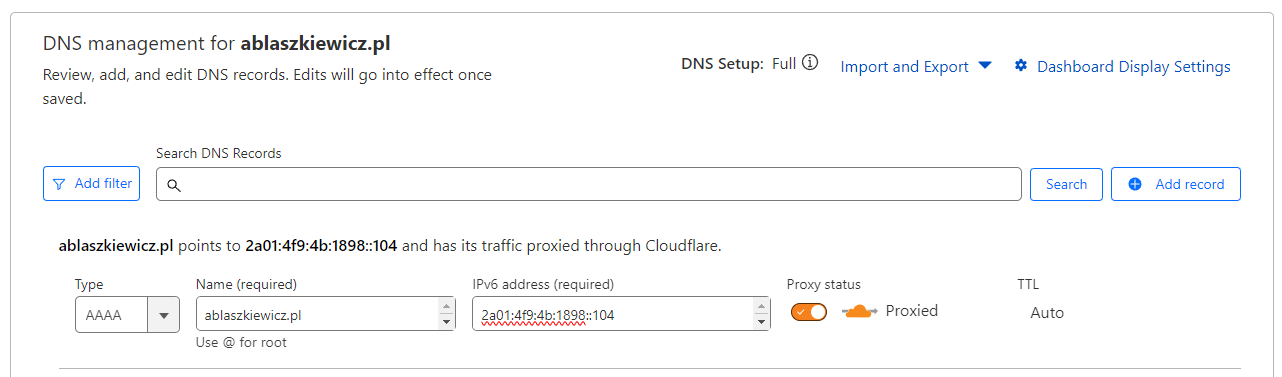 DNS management for ablaszkiewicz.pl
Review, add, and edit DNS records. Edits will go into effect once
saved.
DNS Setup: Full
Import and Export
Dashboard Display Settings
Search DNS Records
Add filter
Search
Add record
ablaszkiewicz.pl points to 2a01:4f9:4b:1898::104 and has its traffic proxied through Cloudflare.
Type
Name (required)
IPv6 address (required)
Proxy status
TTL
AAAA
ablaszkiewicz.pl
2a01:4f9:4b:1898::104
Proxied
Auto
Use @ for root